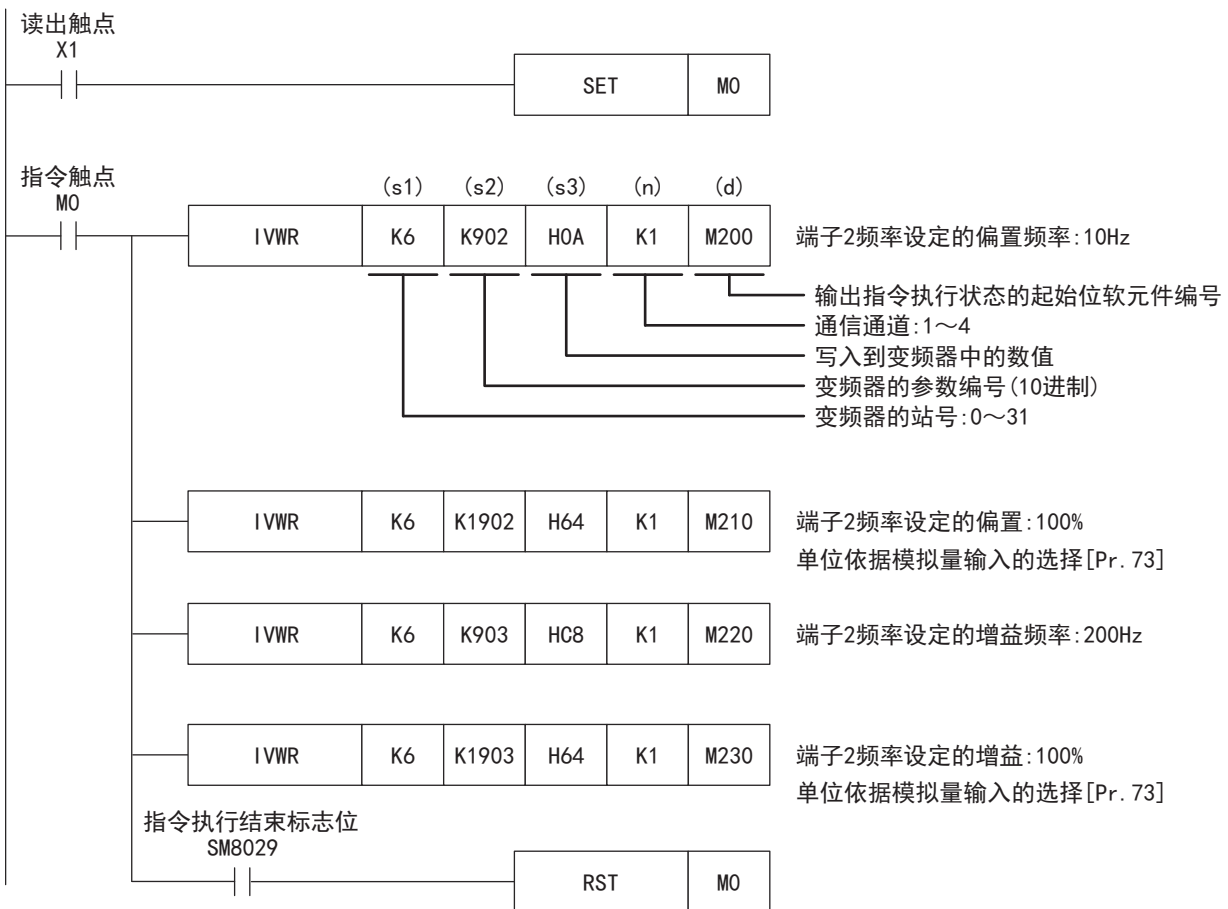 读出触点
X1
SET M0
指令触点
M0
(s1) (s2) (s3) (n) (d)
IVWR K6 K902 H0A K1 M200 端子2频率设定的偏置频率:10Hz
输出指令执行状态的起始位软元件编号
通信通道:1～4
写入到变频器中的数值
变频器的参数编号(10进制)
变频器的站号:0～31
IVWR K6 K1902 H64 K1 M210 端子2频率设定的偏置:100%
单位依据模拟量输入的选择[Pr.73]
IVWR K6 K903 HC8 K1 M220 端子2频率设定的增益频率:200Hz
IVWR K6 K1903 H64 K1 M230 端子2频率设定的增益:100%
单位依据模拟量输入的选择[Pr.73]
指令执行结束标志位
SM8029
RST M0